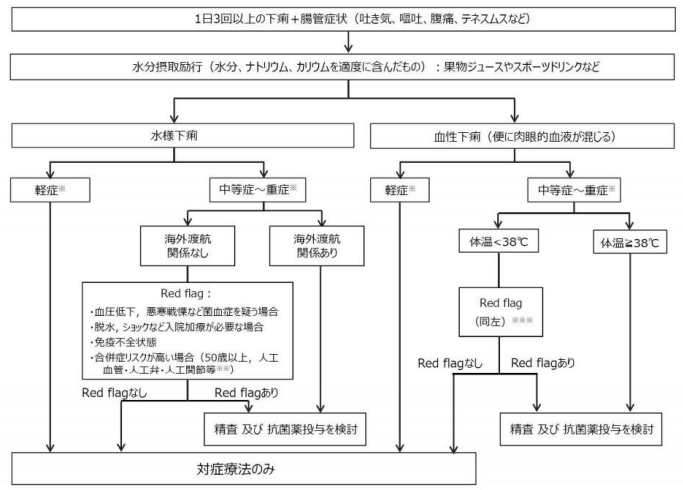 1日3回以上の下痢＋腸管症状（吐き気、嘔吐、腹痛、テネスムスなど）
水分摂取励行（水分、ナトリウム、カリウムを適度に含んだもの）：果物ジュースやスポーツドリンクなど
水様下痢
血性下痢（便に肉眼的血液が混じる）
軽症※
中等症～重症※
軽症※
中等症～重症※
海外渡航
関係なし
海外渡航
関係あり
体温<38℃
体温≧38℃
Red flag：
・血圧低下，悪寒戦慄など菌血症を疑う場合
・脱水，ショックなど入院加療が必要な場合
・免疫不全状態
・合併症リスクが高い場合（50歳以上，人工
血管・人工弁・人工関節等※※）
Red flag
（同左）※※※
Red flagなし
Red flagあり
Red flagなし
Red flagあり
精査 及び 抗菌薬投与を検討
精査 及び 抗菌薬投与を検討
対症療法のみ